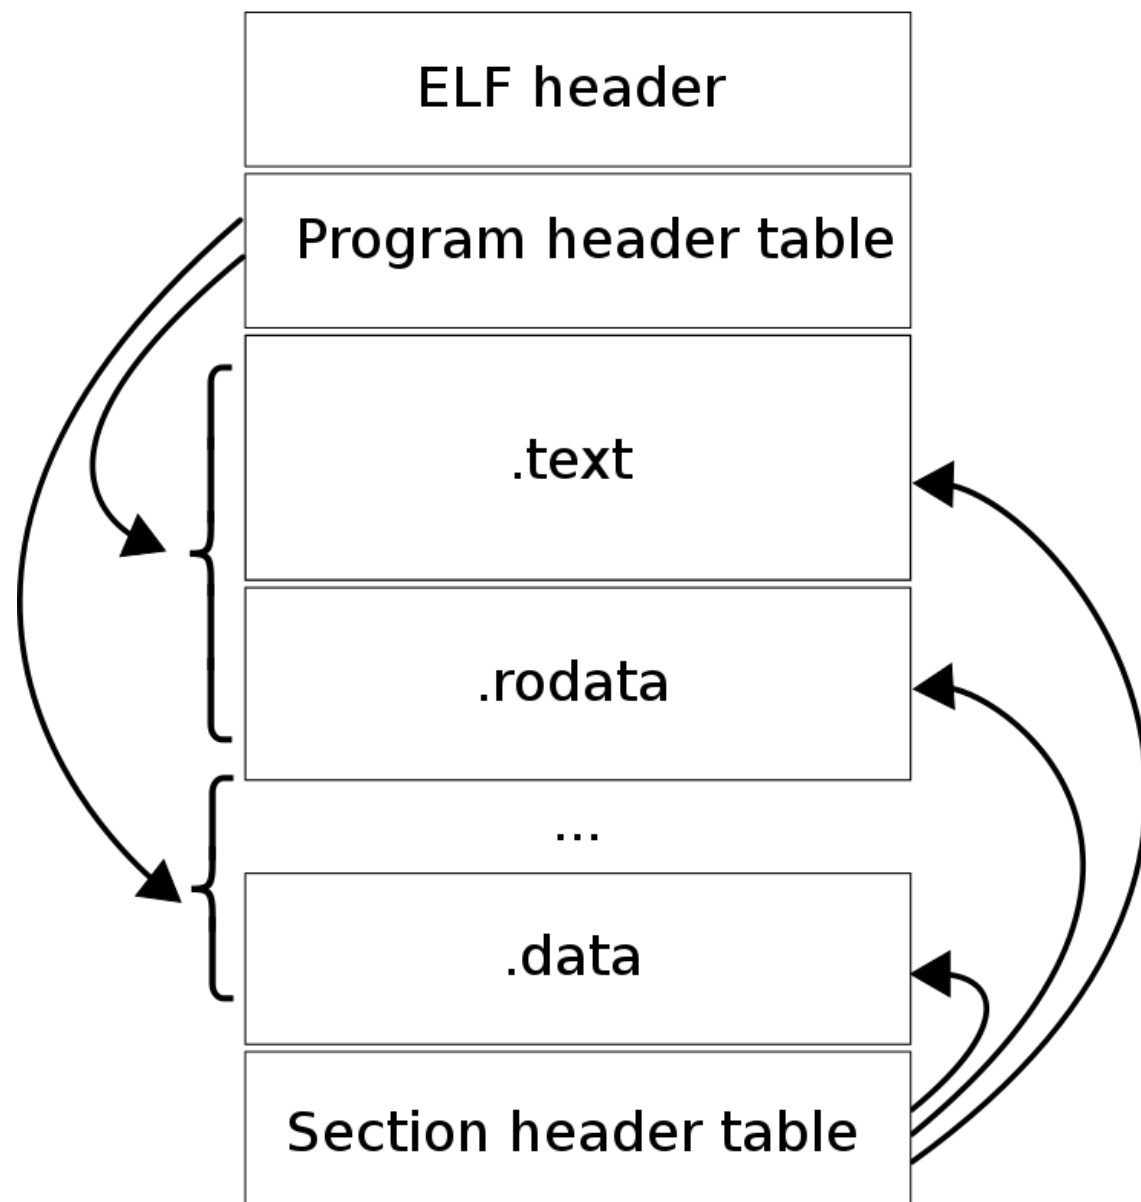 ELF header
Program header table
.text
.rodata
...
.data
Section header table